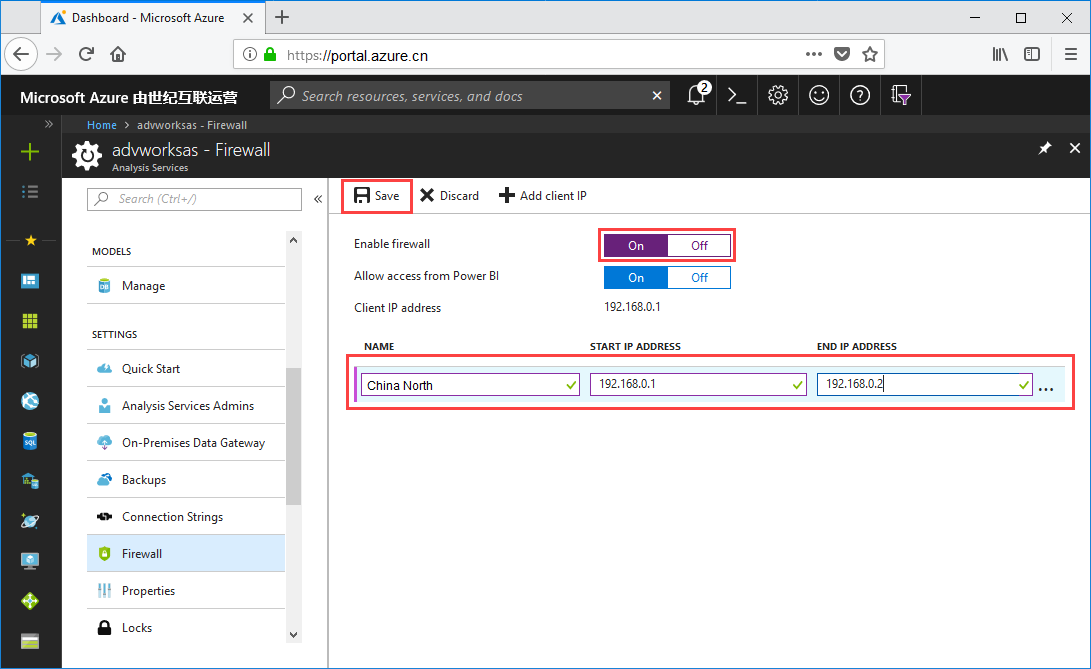 Dashboard - Microsoft Azure
https://portal.azure.cn
Microsoft Azure 由世纪互联运营
Search resources, services, and docs
2
Home > advworksas - Firewall
advworksas - Firewall
Analysis Services
Search (Ctrl+/)
Save
Discard
Add client IP
MODELS
Manage
SETTINGS
Quick Start
Analysis Services Admins
On-Premises Data Gateway
Backups
Connection Strings
Firewall
Properties
Locks
Enable firewall On Off
Allow access from Power BI On Off
Client IP address 192.168.0.1
NAME START IP ADDRESS END IP ADDRESS
China North 192.168.0.1 192.168.0.2